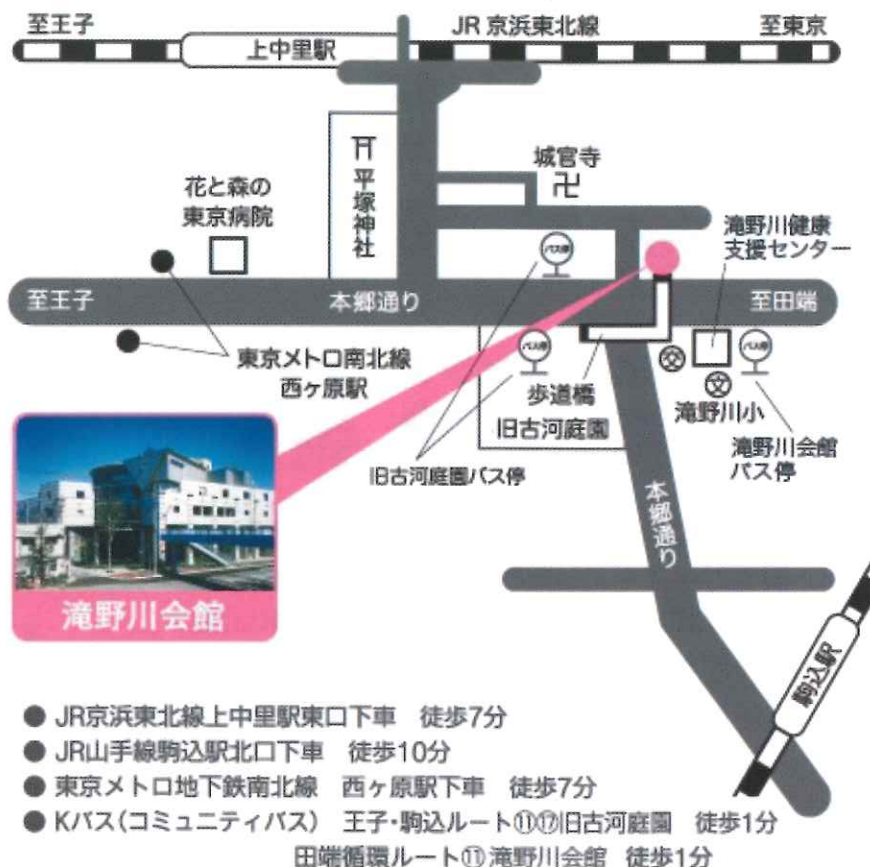 至王子
JR 京浜東北線
至東京
上中里駅
平塚神社
城官寺
花と森の
東京病院
滝野川健康
支援センター
バス停
至王子
本郷通り
至田端
東京メトロ南北線
西ヶ原駅
バス停
歩道橋
旧古河庭園
文
文
バス停
滝野川小
滝野川会館
バス停
旧古河庭園バス停
本郷通り
滝野川会館
駒込駅
● JR京浜東北線上中里駅東口下車 徒歩7分
● JR山手線駒込駅北口下車 徒歩10分
● 東京メトロ地下鉄南北線 西ヶ原駅下車 徒歩7分
● Kバス(コミュニティバス) 王子・駒込ルート⑪⑰旧古河庭園 徒歩1分
田端循環ルート⑪滝野川会館 徒歩1分